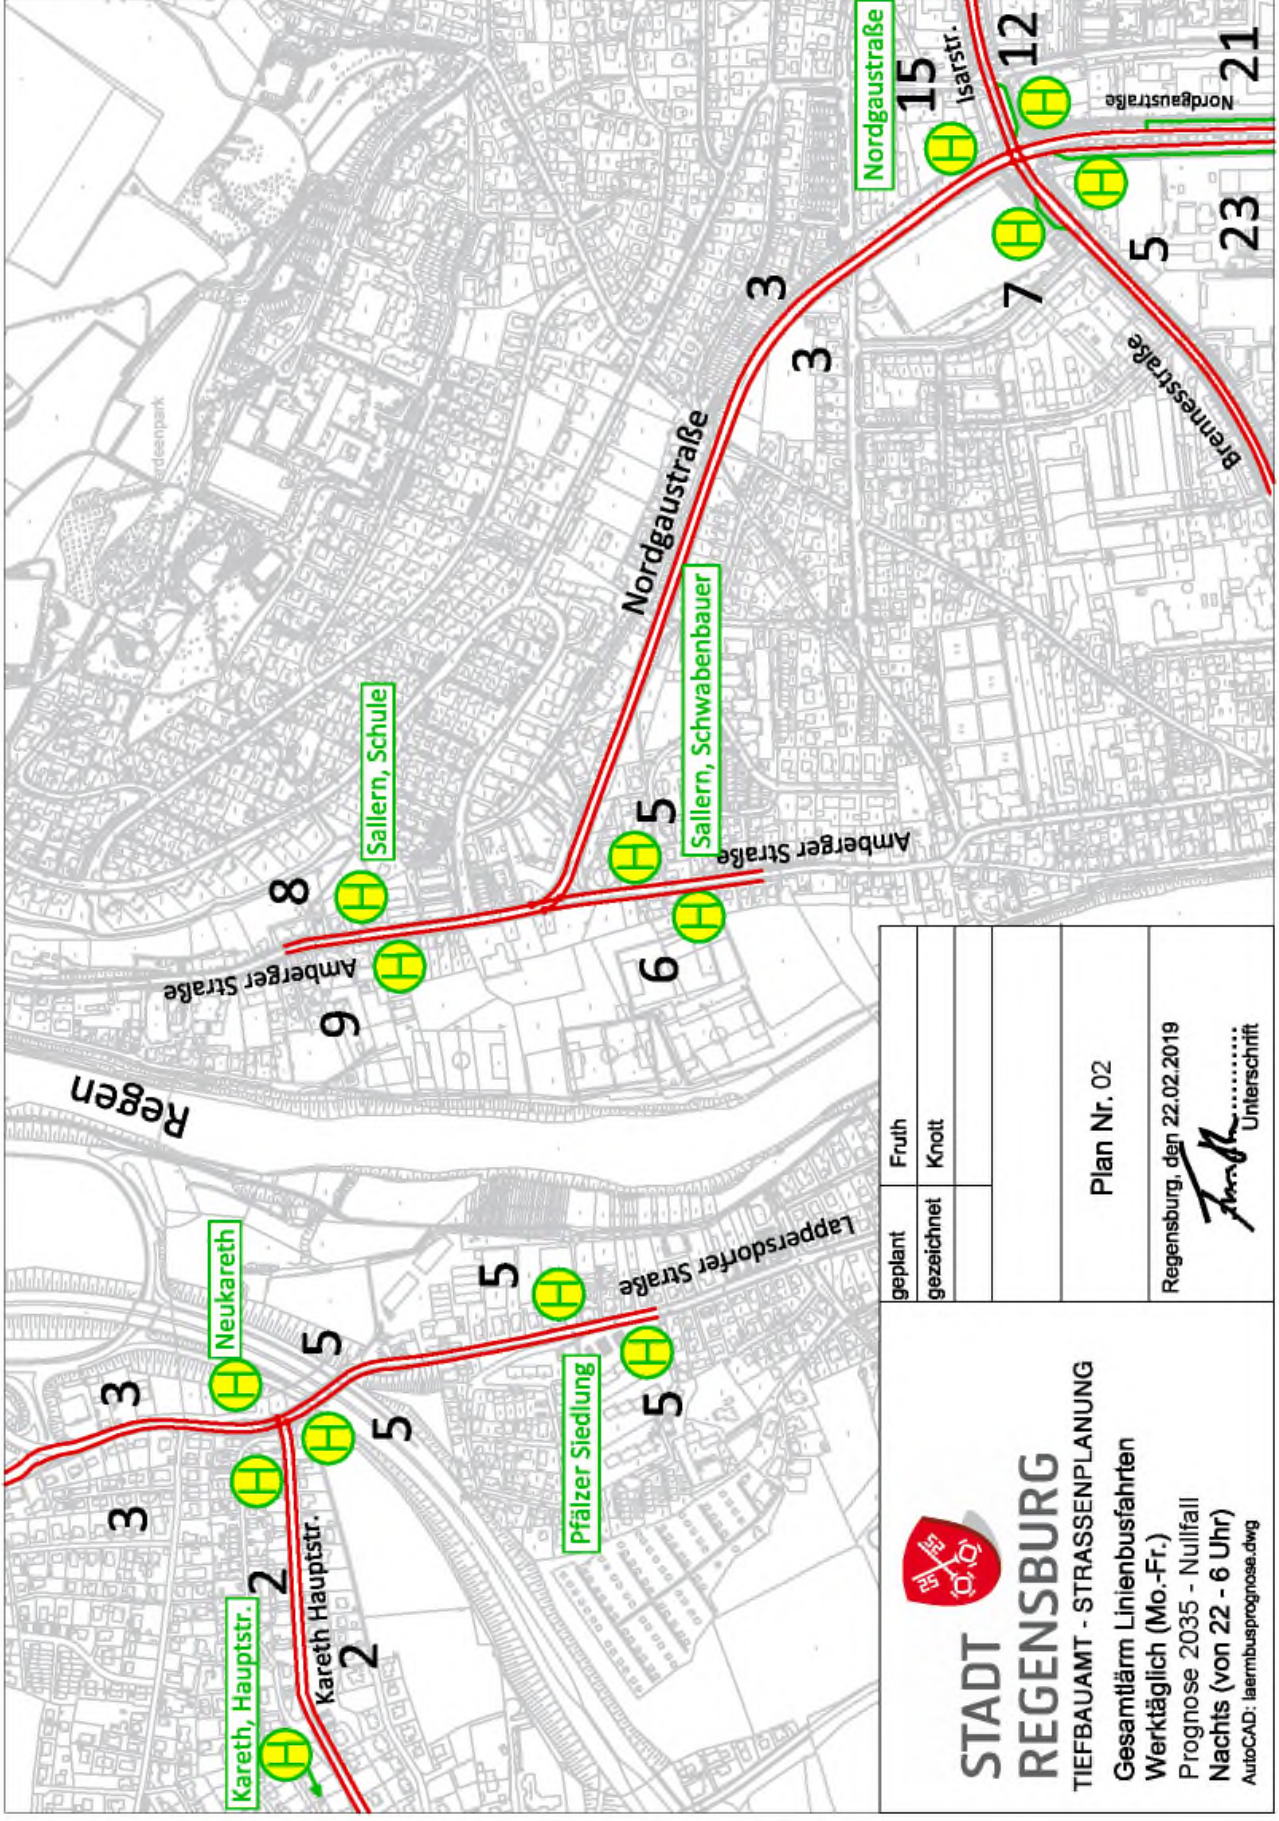 3
3
Regen
rdeenpark
Amberger Straße
Neukareth
Kareth, Hauptstr.
2
8
Kareth Hauptstr.
5
9
2
Sallern, Schule
5
5
Pfälzer Siedlung
Lappersdorfer Straße
Nordgaustraße
5
6
5
Sallern, Schwabenbauer
Amberger Straße
3
3
Nordgaustraße
15
Isarstr.
12
7
5
Brennesstraße
Nordgaustraße
23
21
H
H
H
H
H
H
H
H
H
H
H
H
H
H
STADT
REGENSBURG
TIEFBAUAMT - STRASSENPLANUNG
Gesamtlärm Linienbusfahrten
Werktäglich (Mo.-Fr.)
Prognose 2035 - Nullfall
Nachts (von 22 - 6 Uhr)
AutoCAD: laermbusprognose.dwg
geplant Fruth
gezeichnet Knott
Plan Nr. 02
Regensburg, den 22.02.2019
Unterschrift